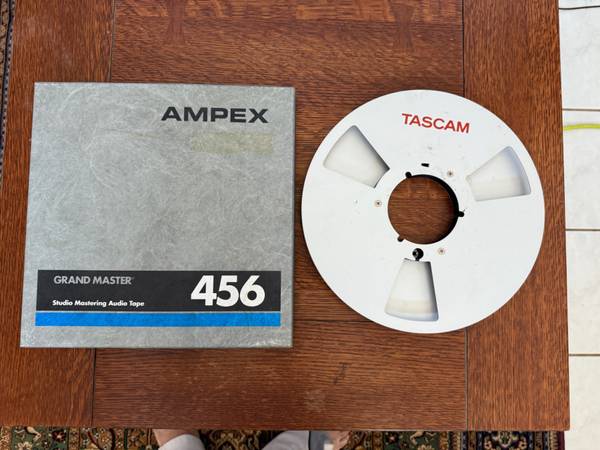 AMPEX
GRAND MASTER
456
Studio Mastering Audio Tape
TASCAM